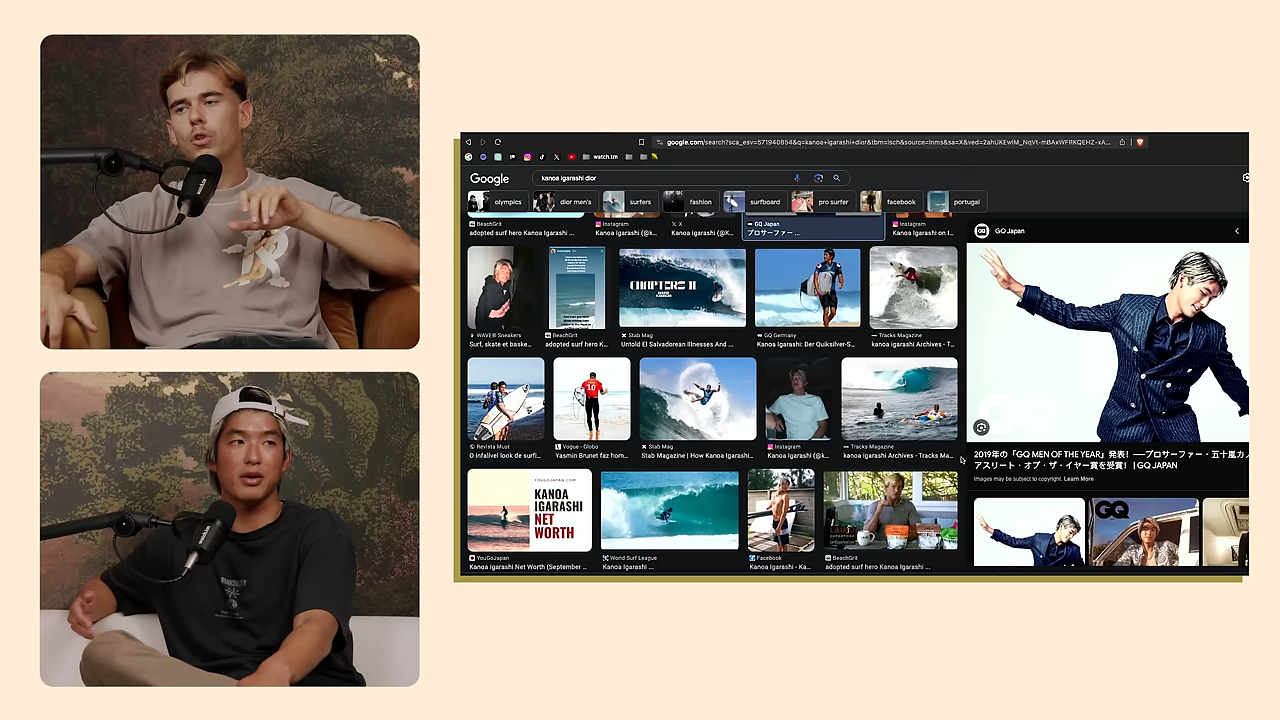 google.com/search?sca_esv=571940854&q=kanoa+igarashi+dior&tbm=isch&source=lnms&sa=X&ved=2ahUKEwiM_NqVt-mBAxWFRKQEHZ-xA...
watch.tm
Google
kanoa igarashi dior
olympics
dior men's
surfers
fashion
surfboard
pro surfer
facebook
portugal
BeachGrit
adopted surf hero Kanoa Igarashi ...
Instagram
Kanoa igarashi (@k...
X
Kanoa igarashi (@K...
GQ Japan
プロサーファー ...
Instagram
Kanoa igarashi on I...
GQ Japan
CHAPTERS II
WAVE® Sneakers
Surf, skate et baske...
BeachGrit
adopted surf hero K...
Stab Mag
Untold El Salvadorean Illnesses And ...
GQ Germany
Kanoa Igarashi: Der Quiksilver-S...
Tracks Magazine
kanoa igarashi Archives - T...
10
Revista Must
O infalível look de surfi...
Vogue - Globo
Yasmin Brunet faz hom...
Stab Mag
Stab Magazine | How Kanoa Igarashi...
Instagram
Kanoa igarashi (@k...
Tracks Magazine
kanoa igarashi Archives - Tracks Ma...
2019年の「GQ MEN OF THE YEAR」発表! ──プロサーファー・五十嵐カノ
アスリート・オブ・ザ・イヤー賞を受賞! | GQ JAPAN
Images may be subject to copyright. Learn More
YOUGOJAPAN.COM
KANOA
IGARASHI
NET
WORTH
YouGoJapan
Kanoa Igarashi Net Worth (September ...
World Surf League
Kanoa Igarashi ...
Facebook
Kanoa Igarashi - Ka...
BeachGrit
adopted surf hero Kanoa Igarashi ...
GQ
watch.tm
watch.tm